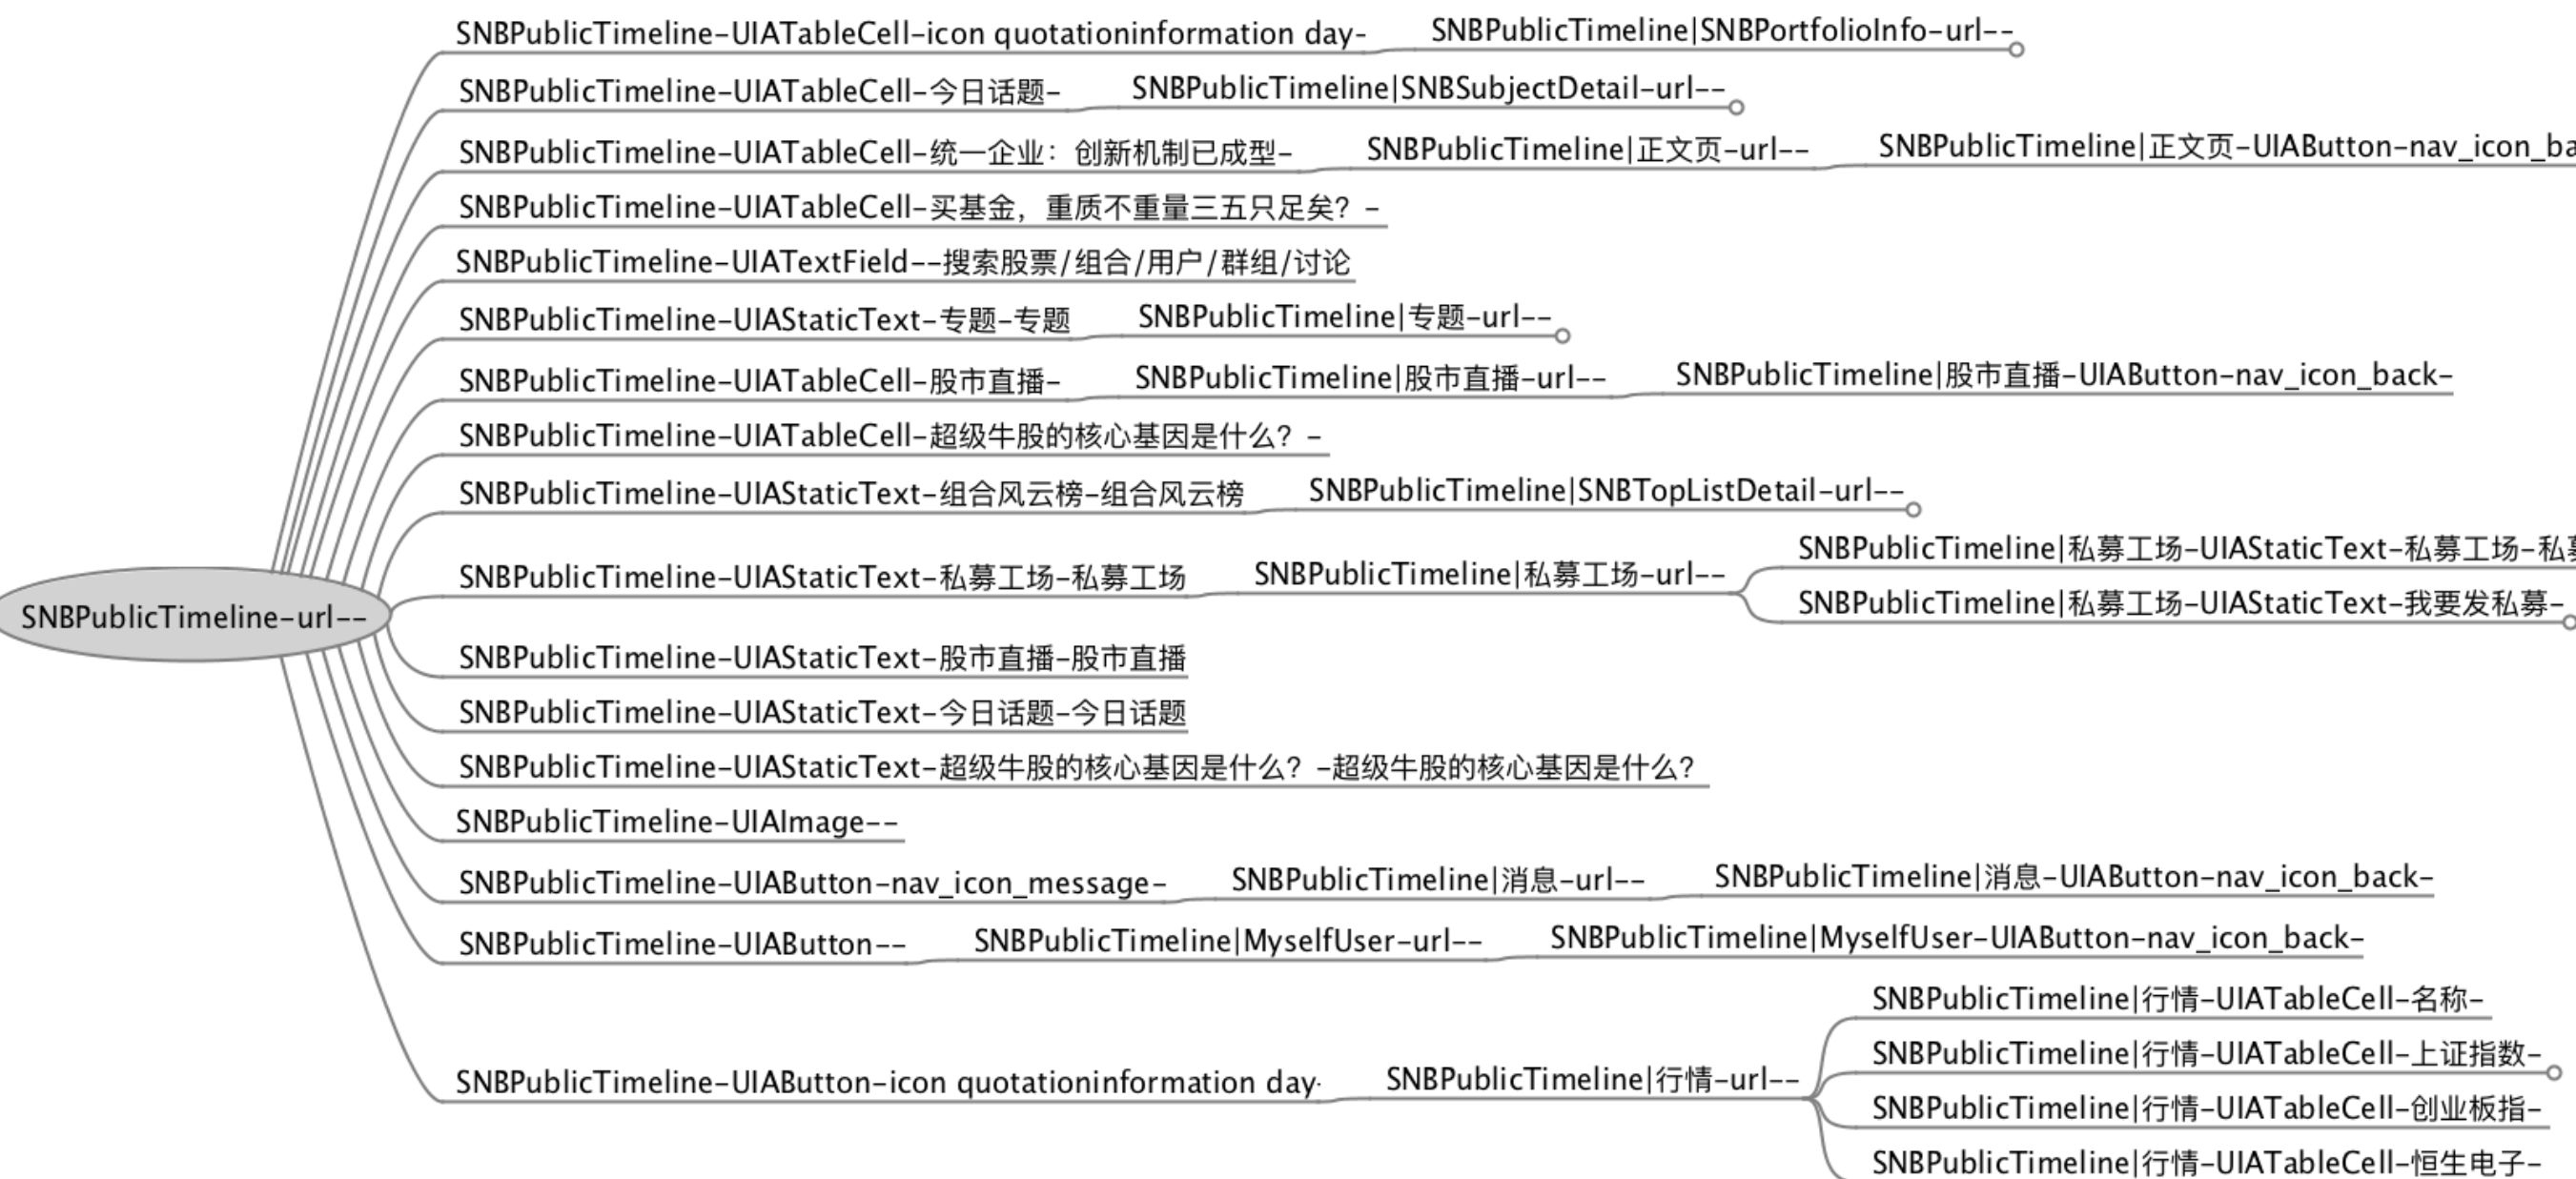 SNBPublicTimeline-url--
SNBPublicTimeline-UIATableCell-icon quotationinformation day-
SNBPublicTimeline|SNBPortfolioInfo-url--
SNBPublicTimeline-UIATableCell-今日话题-
SNBPublicTimeline|SNBSubjectDetail-url--
SNBPublicTimeline-UIATableCell-统一企业：创新机制已成型-
SNBPublicTimeline|正文页-url--
SNBPublicTimeline|正文页-UIAButton-nav_icon_ba
SNBPublicTimeline-UIATableCell-买基金，重质不重量三五只足矣？-
SNBPublicTimeline-UIATextField--搜索股票/组合/用户/群组/讨论
SNBPublicTimeline-UIAStaticText-专题-专题
SNBPublicTimeline|专题-url--
SNBPublicTimeline-UIATableCell-股市直播-
SNBPublicTimeline|股市直播-url--
SNBPublicTimeline|股市直播-UIAButton-nav_icon_back-
SNBPublicTimeline-UIATableCell-超级牛股的核心基因是什么？-
SNBPublicTimeline-UIAStaticText-组合风云榜-组合风云榜
SNBPublicTimeline|SNBTopListDetail-url--
SNBPublicTimeline-UIAStaticText-私募工场-私募工场
SNBPublicTimeline|私募工场-url--
SNBPublicTimeline|私募工场-UIAStaticText-私募工场-私
SNBPublicTimeline|私募工场-UIAStaticText-我要发私募-
SNBPublicTimeline-UIAStaticText-股市直播-股市直播
SNBPublicTimeline-UIAStaticText-今日话题-今日话题
SNBPublicTimeline-UIAStaticText-超级牛股的核心基因是什么？-超级牛股的核心基因是什么？
SNBPublicTimeline-UIAImage--
SNBPublicTimeline-UIAButton-nav_icon_message-
SNBPublicTimeline|消息-url--
SNBPublicTimeline|消息-UIAButton-nav_icon_back-
SNBPublicTimeline-UIAButton--
SNBPublicTimeline|MyselfUser-url--
SNBPublicTimeline|MyselfUser-UIAButton-nav_icon_back-
SNBPublicTimeline-UIAButton-icon quotationinformation day-
SNBPublicTimeline|行情-url--
SNBPublicTimeline|行情-UIATableCell-名称-
SNBPublicTimeline|行情-UIATableCell-上证指数-
SNBPublicTimeline|行情-UIATableCell-创业板指-
SNBPublicTimeline|行情-UIATableCell-恒生电子-